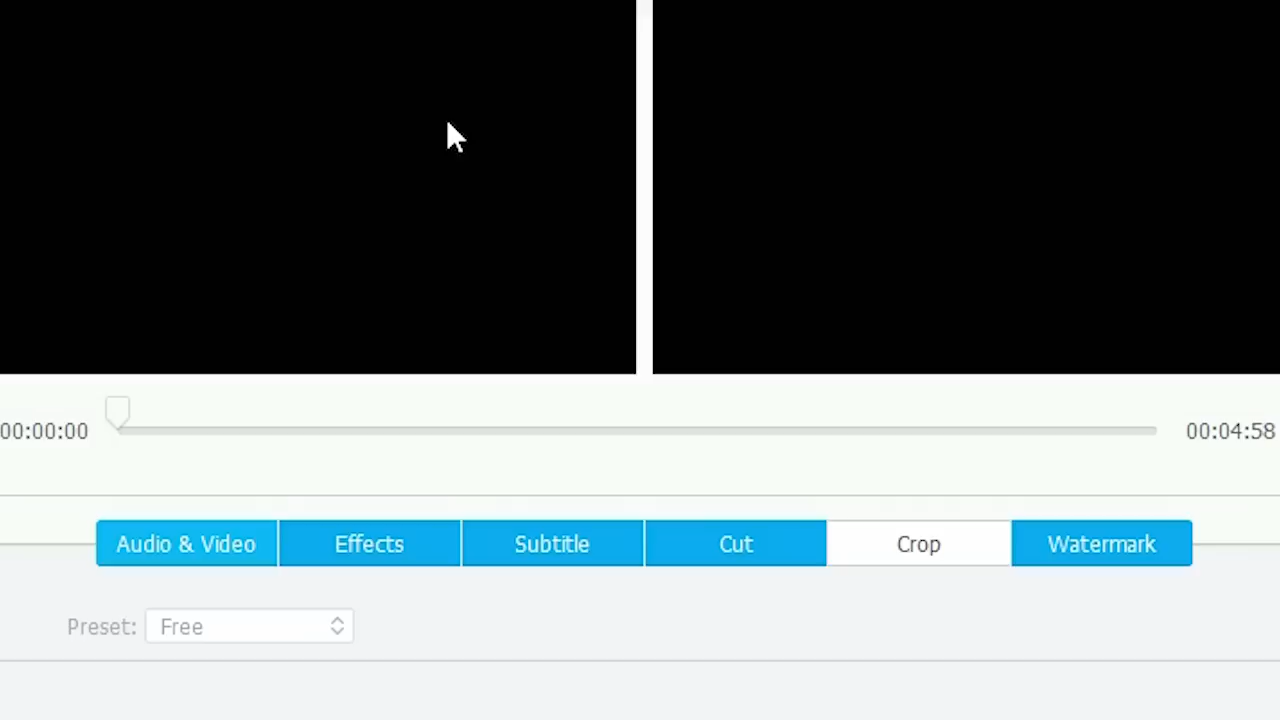 00:00:00 00:04:58
Audio & Video Effects Subtitle Cut Crop Watermark
Preset: Free